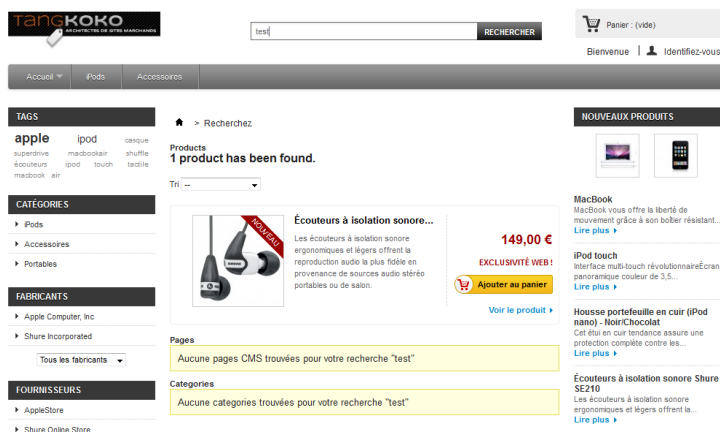 TangKOKO
ARCHITECTES DE SITES MARCHANDS
test
RECHERCHER
Panier : (vide)
Bienvenue
Identifiez-vous
Accueil
iPods
Accessoires
TAGS
apple ipod casque
superdrive macbookair shuffle
écouteurs ipod touch tactile
macbook air
CATÉGORIES
iPods
Accessoires
Portables
FABRICANTS
Apple Computer, Inc
Shure Incorporated
Tous les fabricants
FOURNISSEURS
AppleStore
Shure Online Store
> Recherchez
Products
1 product has been found.
Tri --
NOUVEAU
Écouteurs à isolation sonore...
Les écouteurs à isolation sonore
ergonomiques et légers offrent la
reproduction audio la plus fidèle en
provenance de sources audio stéréo
portables ou de salon.
149,00 €
EXCLUSIVITÉ WEB !
Ajouter au panier
Voir le produit
Pages
Aucune pages CMS trouvées pour votre recherche "test"
Categories
Aucune categories trouvées pour votre recherche "test"
NOUVEAUX PRODUITS
MacBook
MacBook vous offre la liberté de
mouvement grâce à son boîtier résistant...
Lire plus
iPod touch
Interface multi-touch révolutionnaireÉcran
panoramique couleur de 3,5...
Lire plus
Housse portefeuille en cuir (iPod
nano) - Noir/Chocolat
Cet étui en cuir tendance assure une
protection complète contre les...
Lire plus
Écouteurs à isolation sonore Shure
SE210
Les écouteurs à isolation sonore
ergonomiques et légers offrent la...
Lire plus